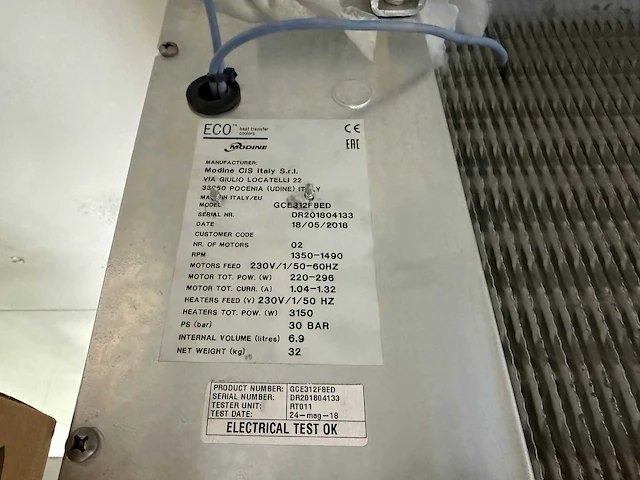 ECO™ heat transfer
coolers
CE
MODINE
EAC
MANUFACTURER:
Modine CIS Italy S.r.l.
VIA GIULIO LOCATELLI 22
33050 POCENIA (UDINE) ITALY
MADE IN ITALY/EU
MODEL GCE312F8ED
SERIAL NR. DR201804133
DATE 18/05/2018
CUSTOMER CODE
NR. OF MOTORS 02
RPM 1350-1490
MOTORS FEED 230V/1/50-60HZ
MOTOR TOT. POW. (W) 220-296
MOTOR TOT. CURR. (A) 1.04-1.32
HEATERS FEED (V) 230V/1/50 HZ
HEATERS TOT. POW. (W) 3150
PS (bar) 30 BAR
INTERNAL VOLUME (litres) 6.9
NET WEIGHT (kg) 32
PRODUCT NUMBER: GCE312F8ED
SERIAL NUMBER: DR201804133
TESTER UNIT: RT011
TEST DATE: 24-mag-18
ELECTRICAL TEST OK